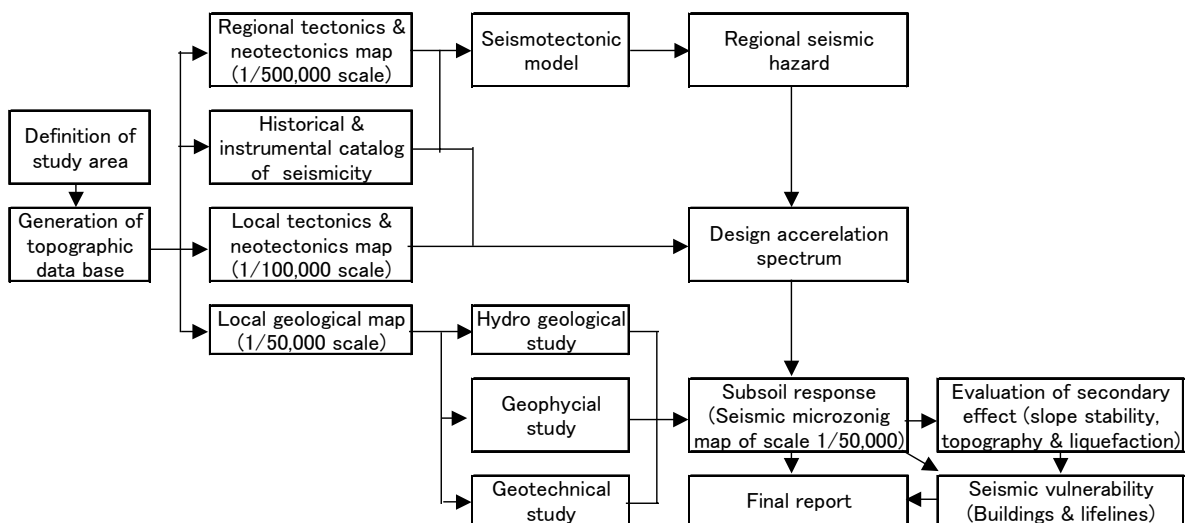 Regional tectonics &
neotectonics map
(1/500,000 scale)
Seismotectonic
model
Regional seismic
hazard
Definition of
study area
Historical &
instrumental catalog
of seismicity
Generation of
topographic
data base
Local tectonics &
neotectonics map
(1/100,000 scale)
Design accerelation
spectrum
Local geological map
(1/50,000 scale)
Hydro geological
study
Geophycial
study
Subsoil response
(Seismic microzonig
map of scale 1/50,000)
Evaluation of secondary
effect (slope stability,
topography & liquefaction)
Geotechnical
study
Final report
Seismic vulnerability
(Buildings & lifelines)